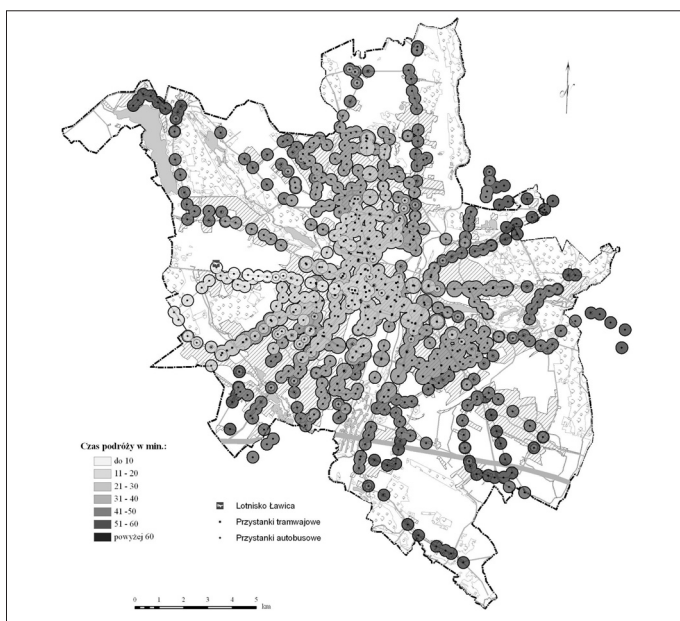 Czas podróży w min.:
do 10
11 - 20
21 - 30
31 - 40
41 -50
51 - 60
powyżej 60
Lotnisko Ławica
Przystanki tramwajowe
Przystanki autobusowe
0 1 2 3 4 5
km